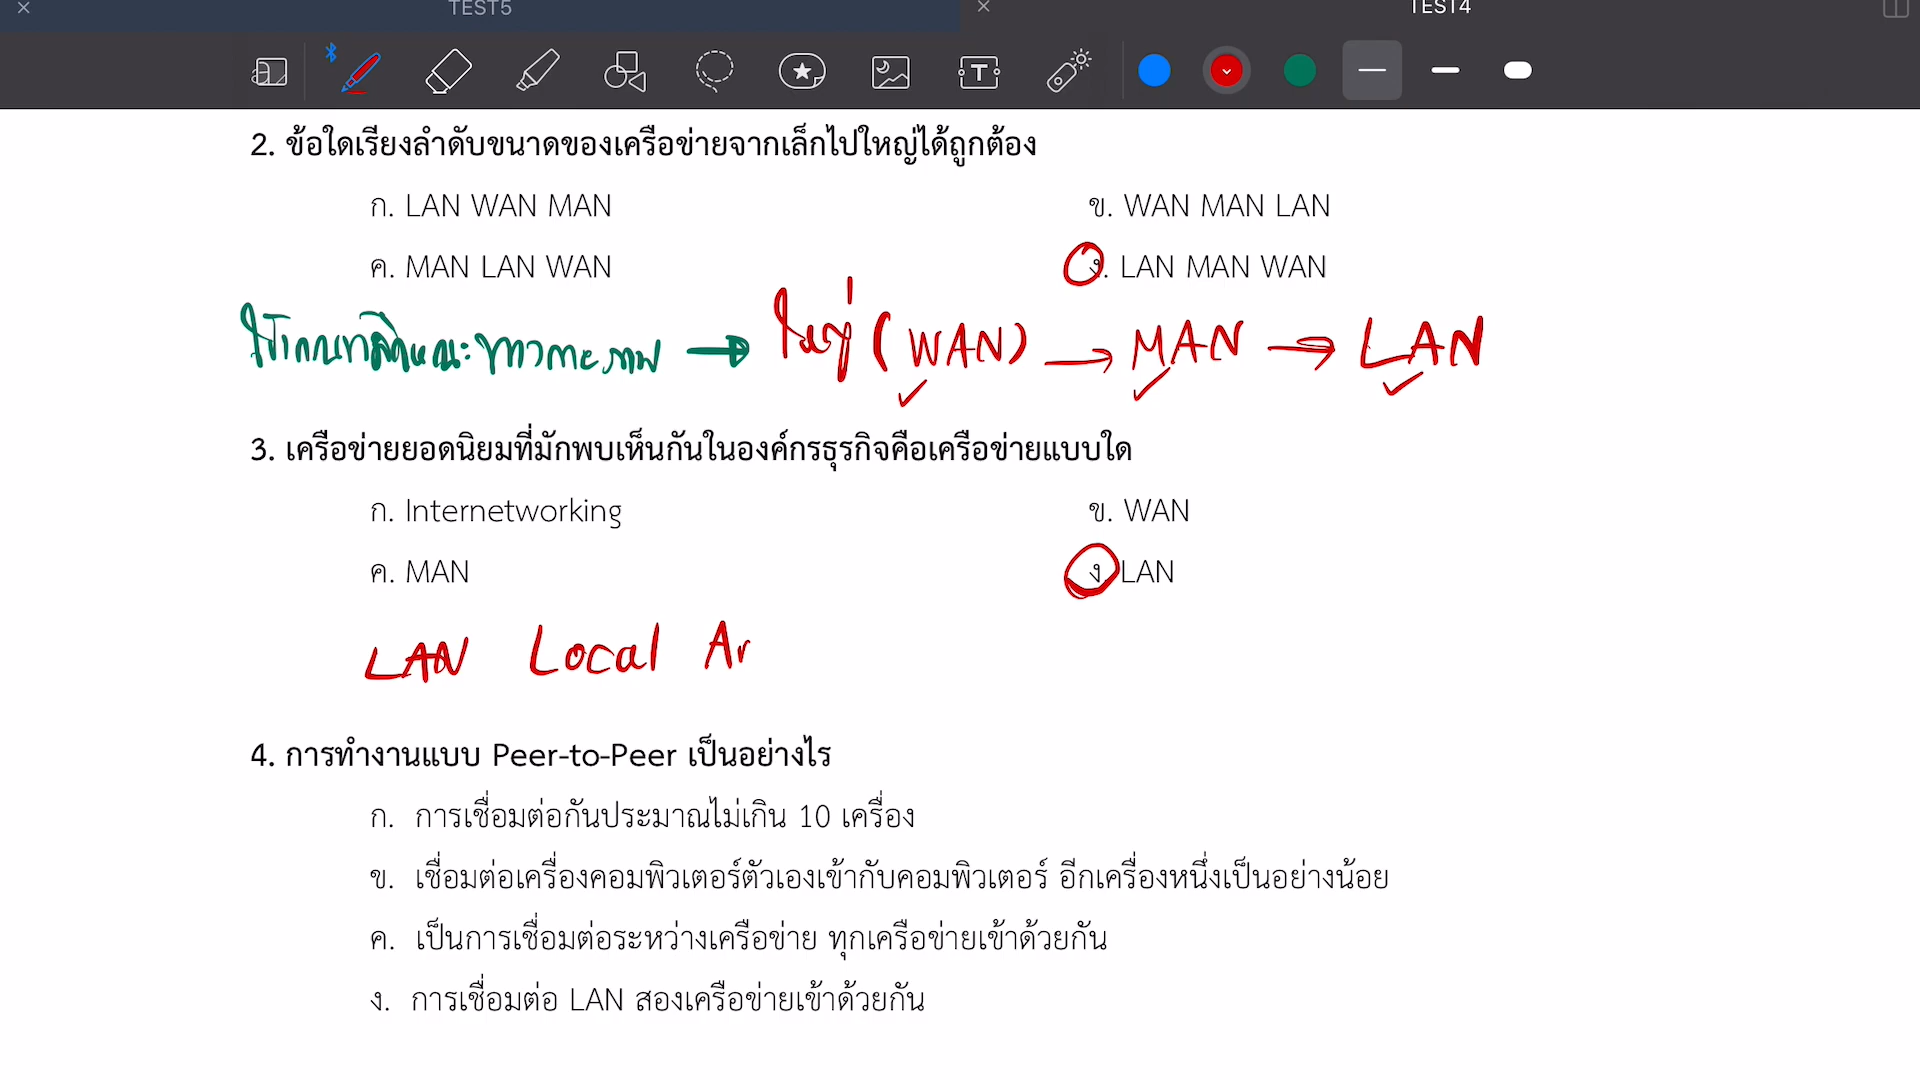 TEST5
TEST4
2. ข้อใดเรียงลำดับขนาดของเครือข่ายจากเล็กไปใหญ่ได้ถูกต้อง
ก. LAN WAN MAN
ข. WAN MAN LAN
ค. MAN LAN WAN
ง. LAN MAN WAN
→ ใหญ่ (WAN) → MAN → LAN
3. เครือข่ายยอดนิยมที่มักพบเห็นกันในองค์กรธุรกิจคือเครือข่ายแบบใด
ก. Internetworking
ข. WAN
ค. MAN
ง. LAN
LAN Local Ar
4. การทำงานแบบ Peer-to-Peer เป็นอย่างไร
ก. การเชื่อมต่อกันประมาณไม่เกิน 10 เครื่อง
ข. เชื่อมต่อเครื่องคอมพิวเตอร์ตัวเองเข้ากับคอมพิวเตอร์ อีกเครื่องหนึ่งเป็นอย่างน้อย
ค. เป็นการเชื่อมต่อระหว่างเครือข่าย ทุกเครือข่ายเข้าด้วยกัน
ง. การเชื่อมต่อ LAN สองเครือข่ายเข้าด้วยกัน